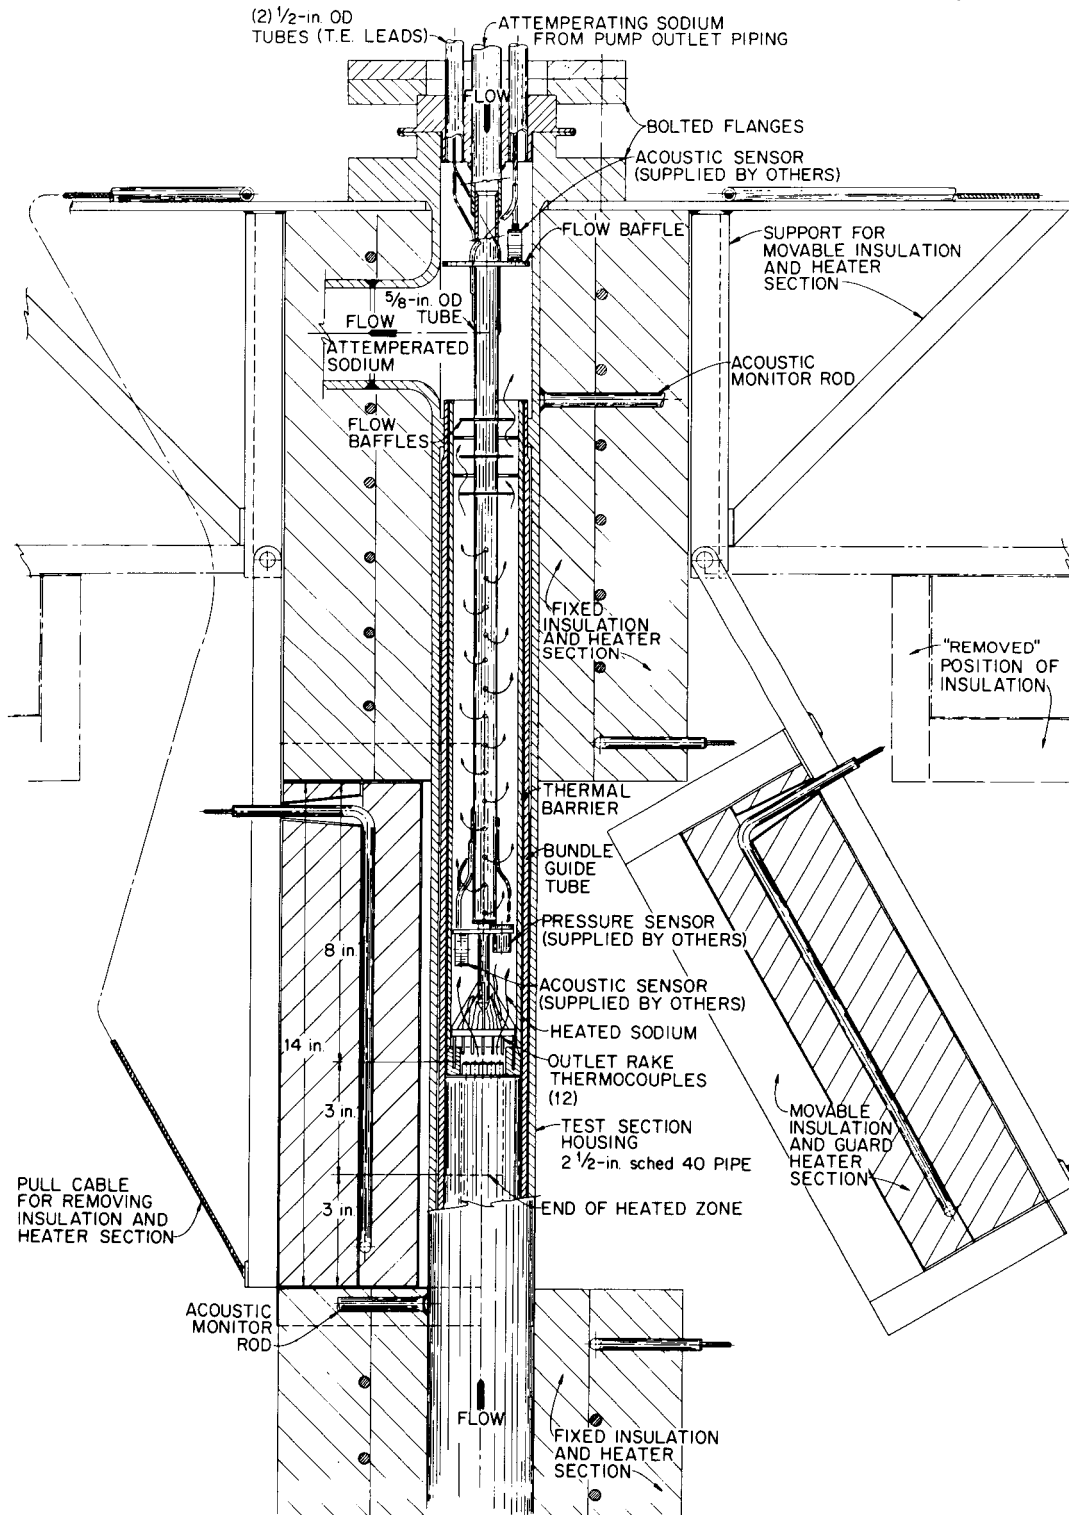 (2) 1/2-in. OD
TUBES (T.E. LEADS)
ATTEMPERATING SODIUM
FROM PUMP OUTLET PIPING
FLOW
BOLTED FLANGES
ACOUSTIC SENSOR
(SUPPLIED BY OTHERS)
FLOW BAFFLE
SUPPORT FOR
MOVABLE INSULATION
AND HEATER
SECTION
5/8-in. OD
TUBE
FLOW
ATTEMPERATED
SODIUM
ACOUSTIC
MONITOR ROD
FLOW
BAFFLES
FIXED
INSULATION
AND HEATER
SECTION
"REMOVED"
POSITION OF
INSULATION
THERMAL
BARRIER
BUNDLE
GUIDE
TUBE
8 in.
PRESSURE SENSOR
(SUPPLIED BY OTHERS)
ACOUSTIC SENSOR
(SUPPLIED BY OTHERS)
HEATED SODIUM
14 in.
OUTLET RAKE
THERMOCOUPLES
(12)
3 in.
MOVABLE
INSULATION
AND GUARD
HEATER
SECTION
TEST SECTION
HOUSING
2 1/2-in. sched 40 PIPE
PULL CABLE
FOR REMOVING
INSULATION AND
HEATER SECTION
3 in.
END OF HEATED ZONE
ACOUSTIC
MONITOR
ROD
FLOW
FIXED INSULATION
AND HEATER
SECTION